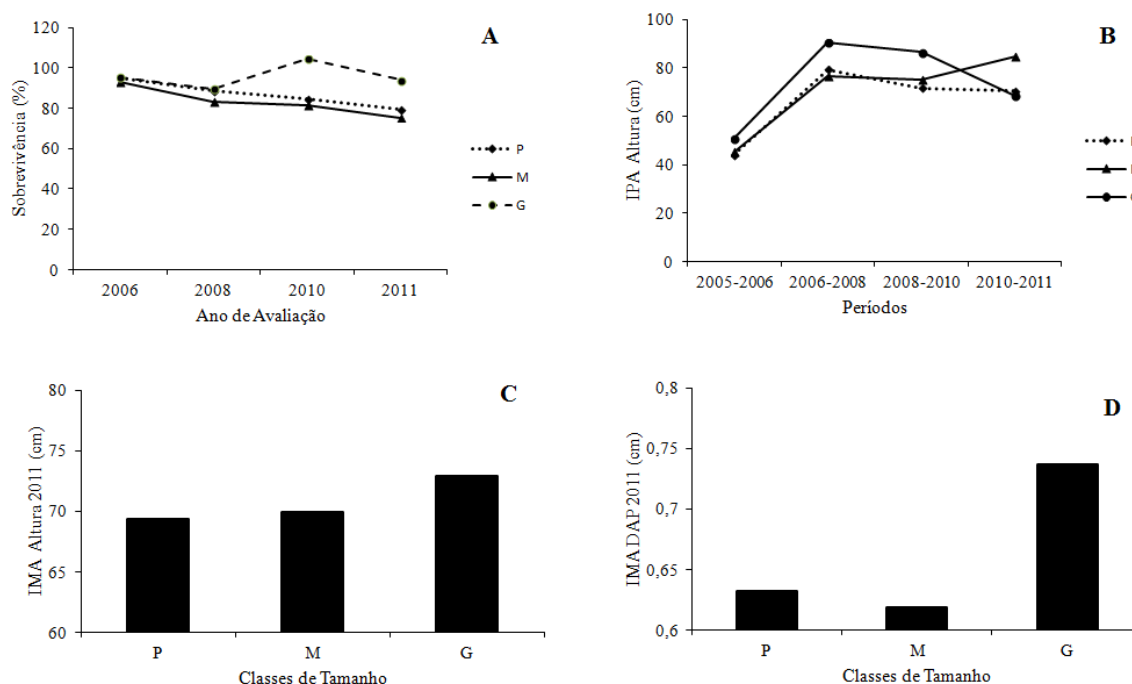 A
Sobrevivência (%)
120
100
80
60
40
20
0
2006 2008 2010 2011
Ano de Avaliação
P
M
G
B
IPA Altura (cm)
100
80
60
40
20
0
2005-2006 2006-2008 2008-2010 2010-2011
Períodos
C
IMA Altura 2011 (cm)
80
75
70
65
60
P M G
Classes de Tamanho
D
IMA DAP 2011 (cm)
0,8
0,75
0,7
0,65
0,6
P M G
Classes de Tamanho